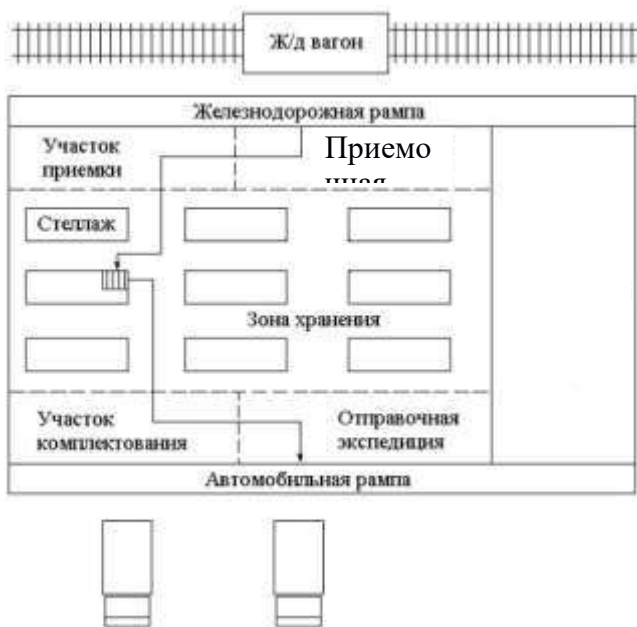 Ж/д вагон
Железнодорожная рампа
Участок
приемки
Приемо
Стеллаж
Зона хранения
Участок
комплектования
Отправочная
экспедиция
Автомобильная рампа